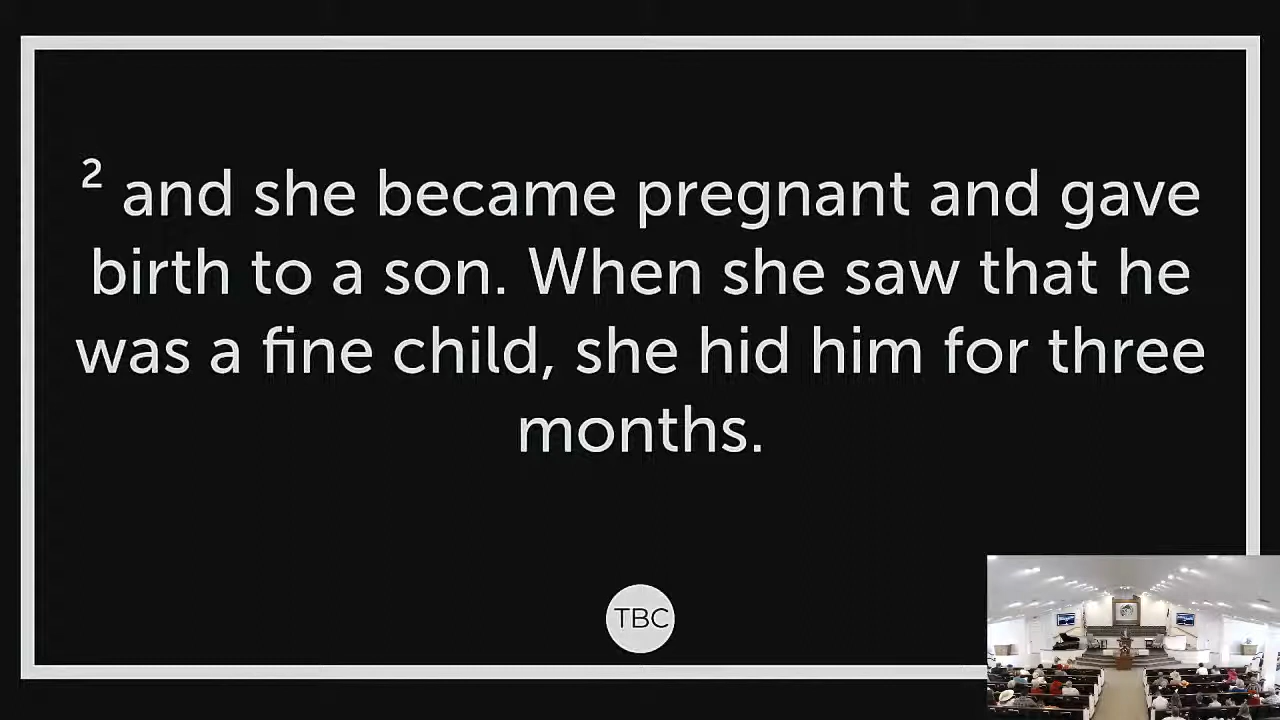 ² and she became pregnant and gave
birth to a son. When she saw that he
was a fine child, she hid him for three
months.
TBC